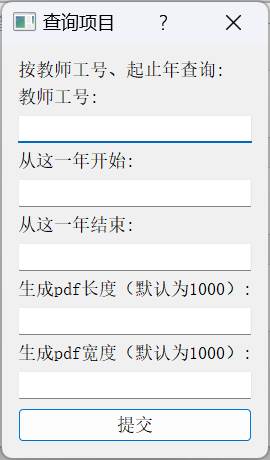 查询项目
按教师工号、起止年查询:
教师工号:
从这一年开始:
从这一年结束:
生成pdf长度（默认为1000）:
生成pdf宽度（默认为1000）:
提交